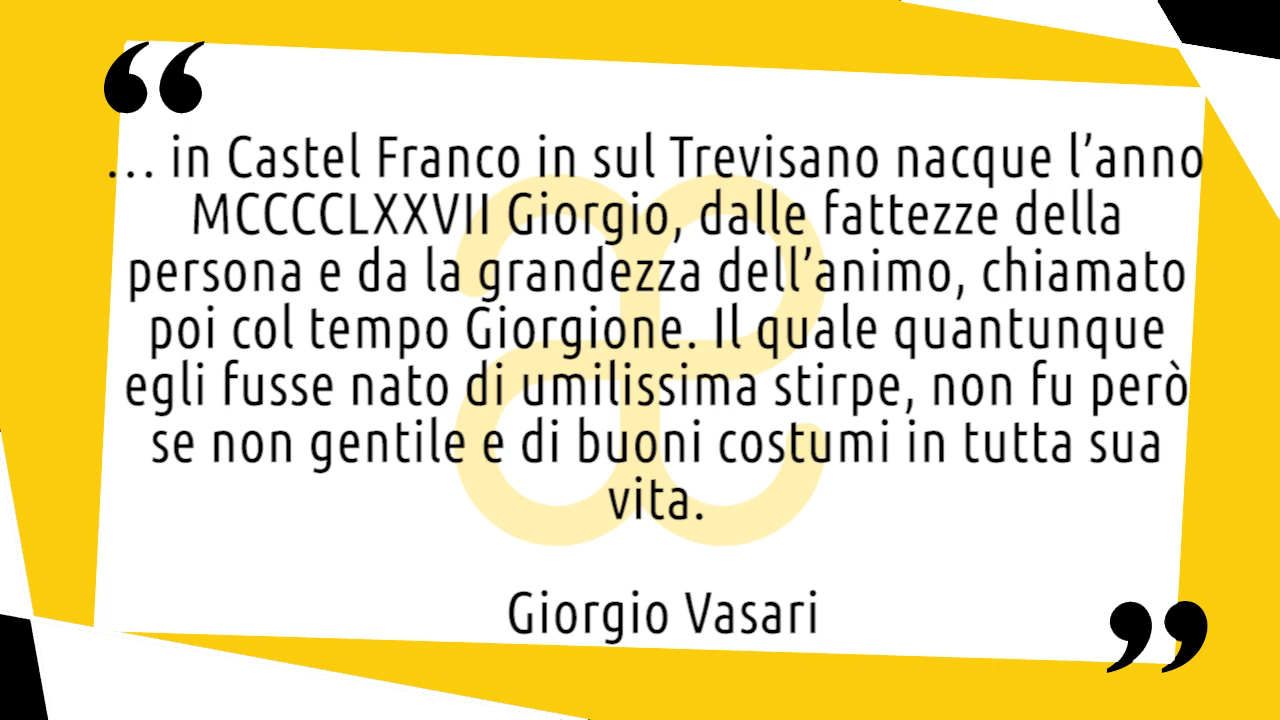 “
… in Castel Franco in sul Trevisano nacque l’anno
MCCCCLXXVII Giorgio, dalle fattezze della
persona e da la grandezza dell’animo, chiamato
poi col tempo Giorgione. Il quale quantunque
egli fusse nato di umilissima stirpe, non fu però
se non gentile e di buoni costumi in tutta sua
vita.
Giorgio Vasari
”